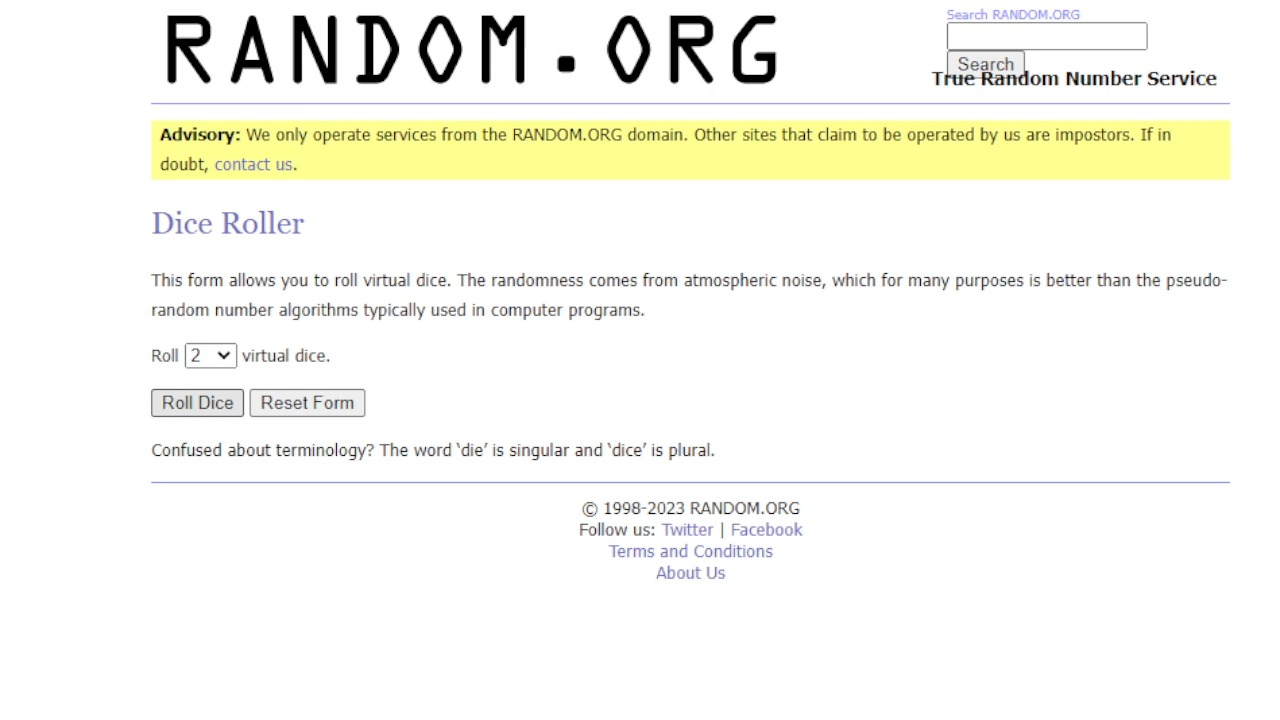 RANDOM.ORG
Search RANDOM.ORG
Search
True Random Number Service
Advisory: We only operate services from the RANDOM.ORG domain. Other sites that claim to be operated by us are impostors. If in
doubt, contact us.
Dice Roller
This form allows you to roll virtual dice. The randomness comes from atmospheric noise, which for many purposes is better than the pseudo-
random number algorithms typically used in computer programs.
Roll 2 virtual dice.
Roll Dice Reset Form
Confused about terminology? The word ‘die’ is singular and ‘dice’ is plural.
© 1998-2023 RANDOM.ORG
Follow us: Twitter | Facebook
Terms and Conditions
About Us